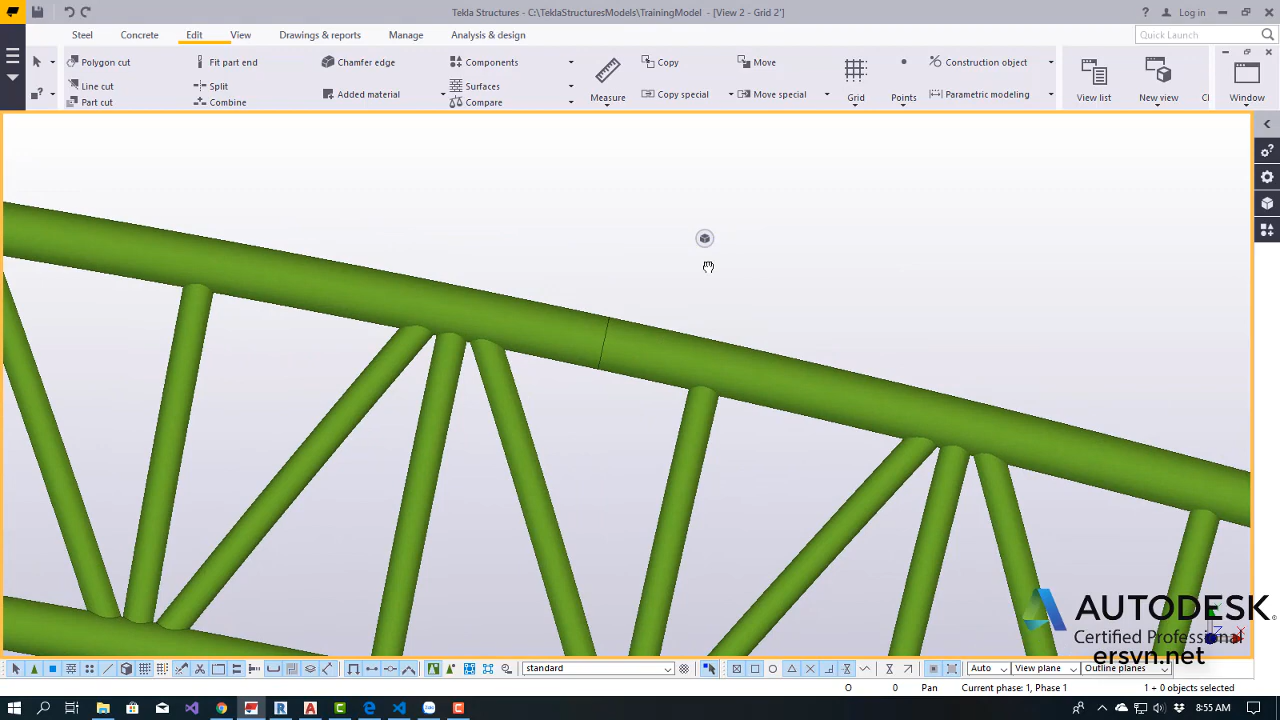 Tekla Structures - C:\TeklaStructuresModels\TrainingModel - [View 2 - Grid 2']
Log in
Steel Concrete Edit View Drawings & reports Manage Analysis & design
Quick Launch
Polygon cut Fit part end Chamfer edge Components Copy Move Construction object
Line cut Split Surfaces
Part cut Combine Added material Compare Copy special Move special Parametric modeling
Measure Grid Points View list New view Window
AUTODESK
Certified Professional
ersvn.net
standard Auto View plane Outline planes
O 0 Pan Current phase: 1, Phase 1 1 + 0 objects selected
8:55 AM